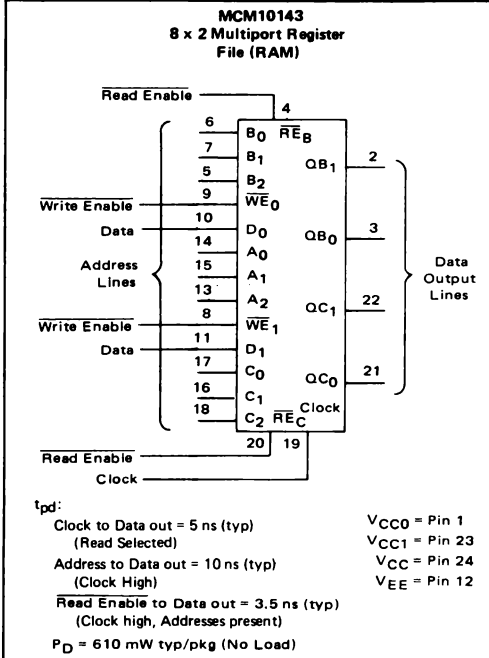 MCM10143
8 x 2 Multiport Register
File (RAM)
Read Enable
4
6 B0 REB
7 B1 QB1 2
5 B2
9 Write Enable WE0
10 Data D0 QB0 3
14 A0
Address Lines
15 A1
13 A2 QC1 22
Data Output Lines
8 Write Enable WE1
11 Data D1
17 C0 QC0 21
16 C1 Clock
18 C2 REC
20 19
Read Enable
Clock
tpd:
Clock to Data out = 5 ns (typ)
(Read Selected)
Address to Data out = 10 ns (typ)
(Clock High)
Read Enable to Data out = 3.5 ns (typ)
(Clock high, Addresses present)
PD = 610 mW typ/pkg (No Load)
VCC0 = Pin 1
VCC1 = Pin 23
VCC = Pin 24
VEE = Pin 12